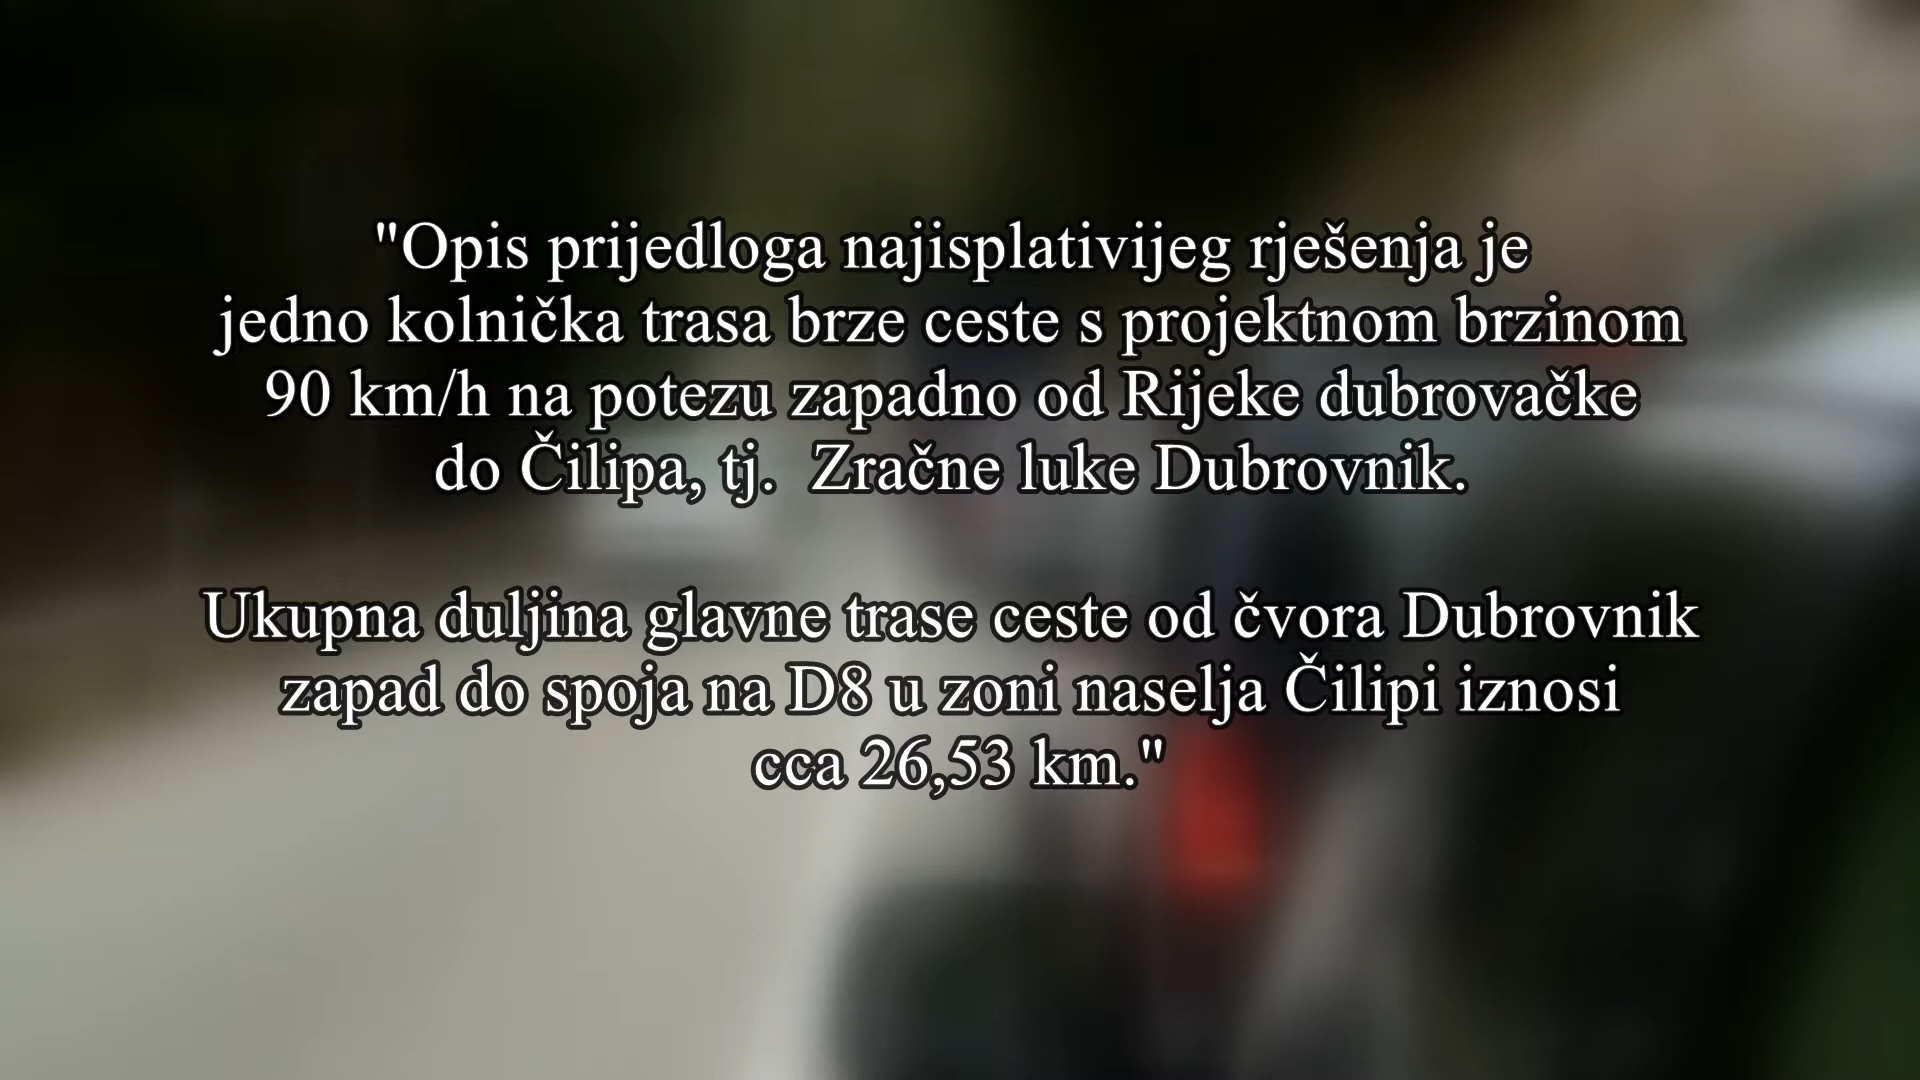 "Opis prijedloga najisplativijeg rješenja je
jedno kolnička trasa brze ceste s projektnom brzinom
90 km/h na potezu zapadno od Rijeke dubrovačke
do Čilipa, tj.  Zračne luke Dubrovnik.
Ukupna duljina glavne trase ceste od čvora Dubrovnik
zapad do spoja na D8 u zoni naselja Čilipi iznosi
cca 26,53 km."